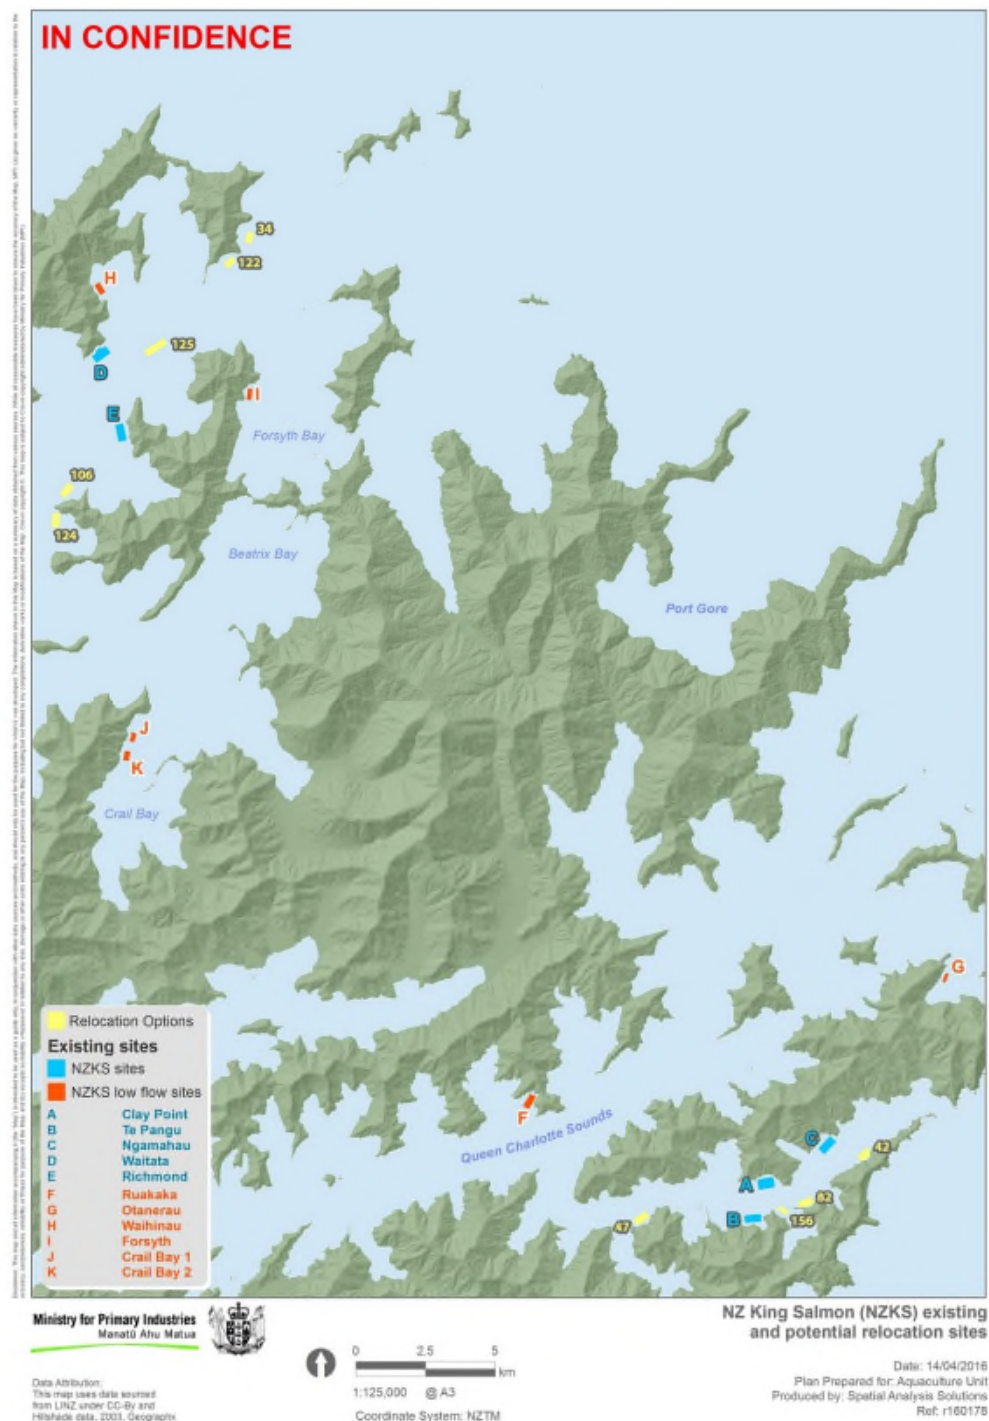 IN CONFIDENCE
34
122
H
125
D
I
E
Forsyth Bay
106
124
Beatrix Bay
Port Gore
J
K
Crail Bay
G
Relocation Options
Existing sites
NZKS sites
NZKS low flow sites
A Clay Point
B Te Pangu
C Ngamahau
D Waitata
E Richmond
F Ruakaka
G Otanerau
H Waihinau
I Forsyth
J Crail Bay 1
K Crail Bay 2
F
Queen Charlotte Sounds
C
42
A
82
B
156
47
Ministry for Primary Industries
Manatū Ahu Matua
NZ King Salmon (NZKS) existing
and potential relocation sites
0 2.5 5
km
1:125,000 @ A3
Coordinate System: NZTM
Data Attribution:
This map uses data sourced
from LINZ under CC-By and
Hillshade data, 2003, Geography
Date: 14/04/2016
Plan Prepared for: Aquaculture Unit
Produced by: Spatial Analysis Solutions
Ref: r160178